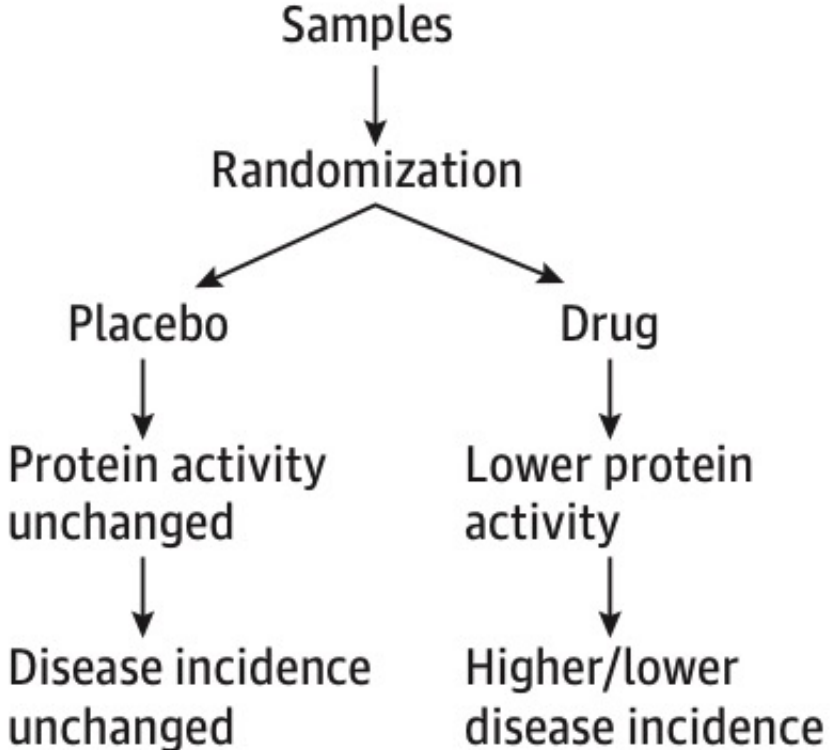 Samples
Randomization
Placebo
Drug
Protein activity
unchanged
Lower protein
activity
Disease incidence
unchanged
Higher/lower
disease incidence